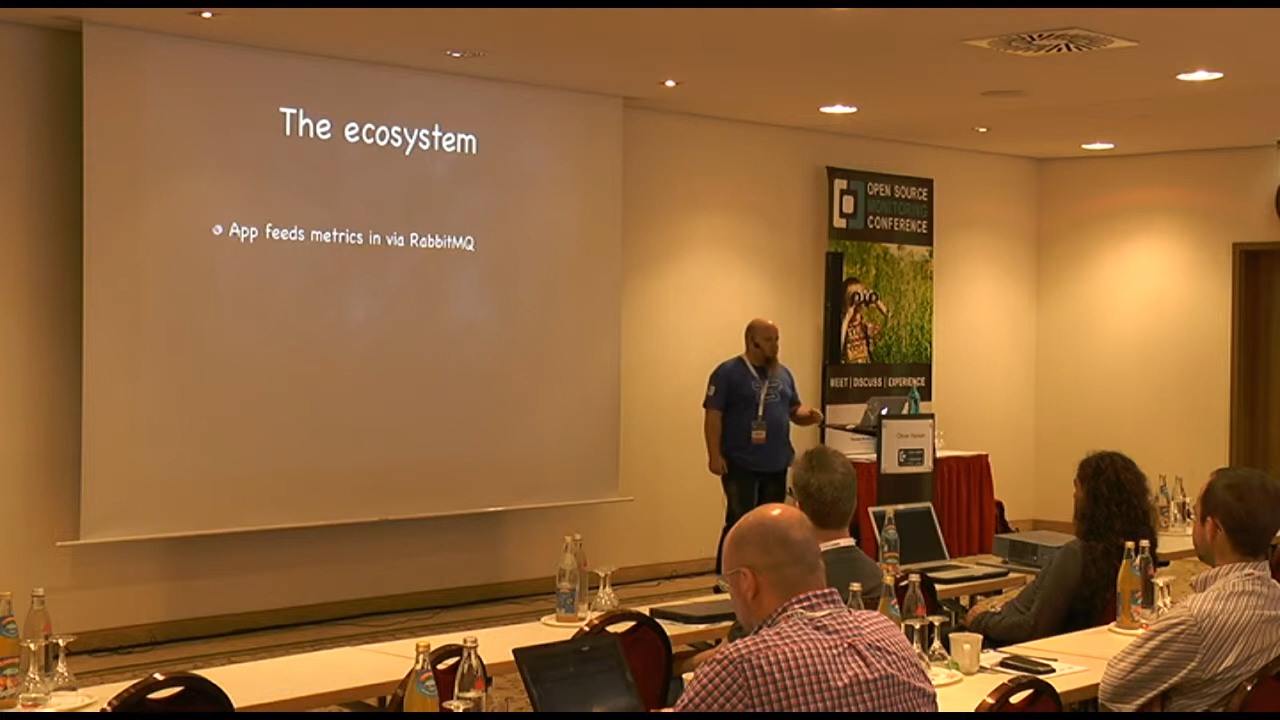 The ecosystem
App feeds metrics in via RabbitMQ
OPEN SOURCE
MONITORING
CONFERENCE
MEET | DISCUSS | EXPERIENCE